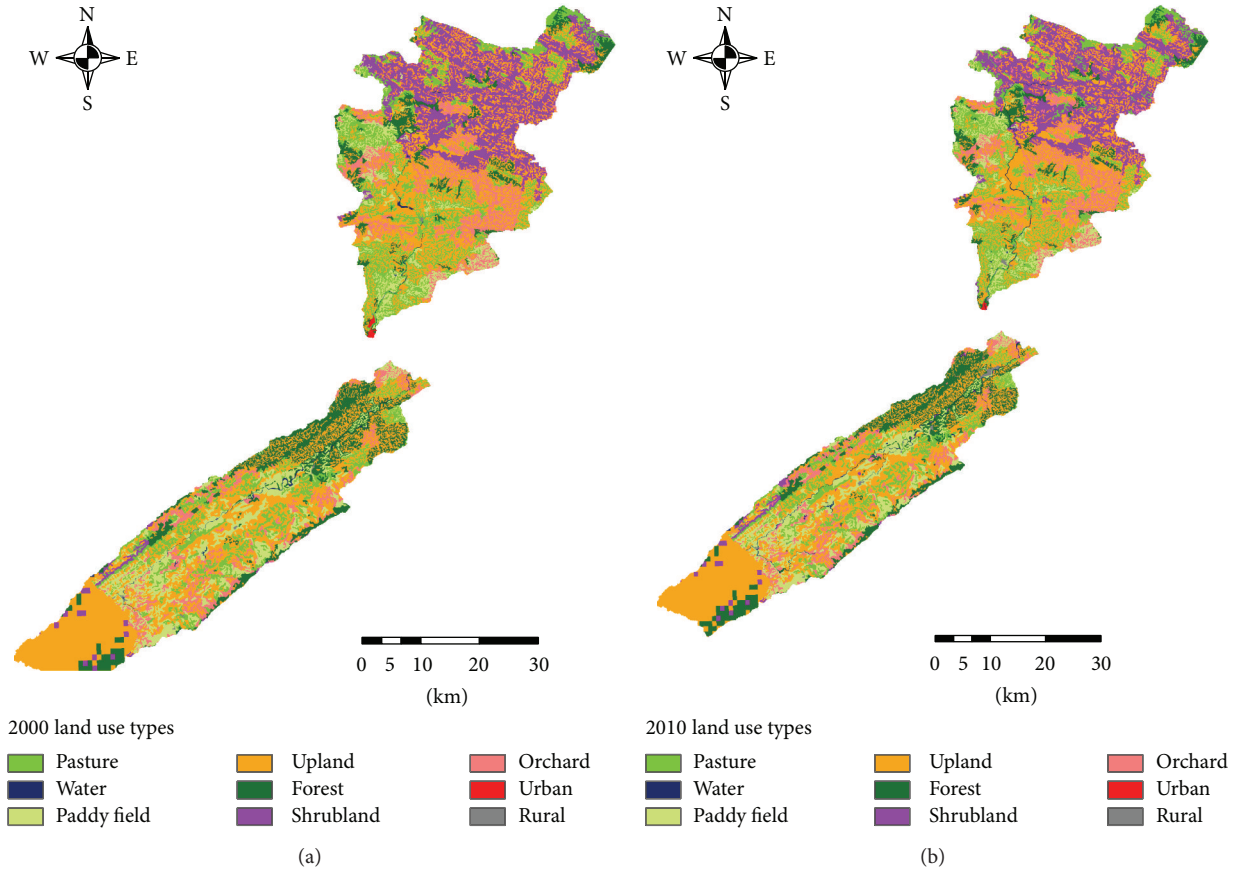 N
W E
S
N
W E
S
0 5 10 20 30
(km)
0 5 10 20 30
(km)
2000 land use types
Pasture Upland Orchard
Water Forest Urban
Paddy field Shrubland Rural
(a)
2010 land use types
Pasture Upland Orchard
Water Forest Urban
Paddy field Shrubland Rural
(b)